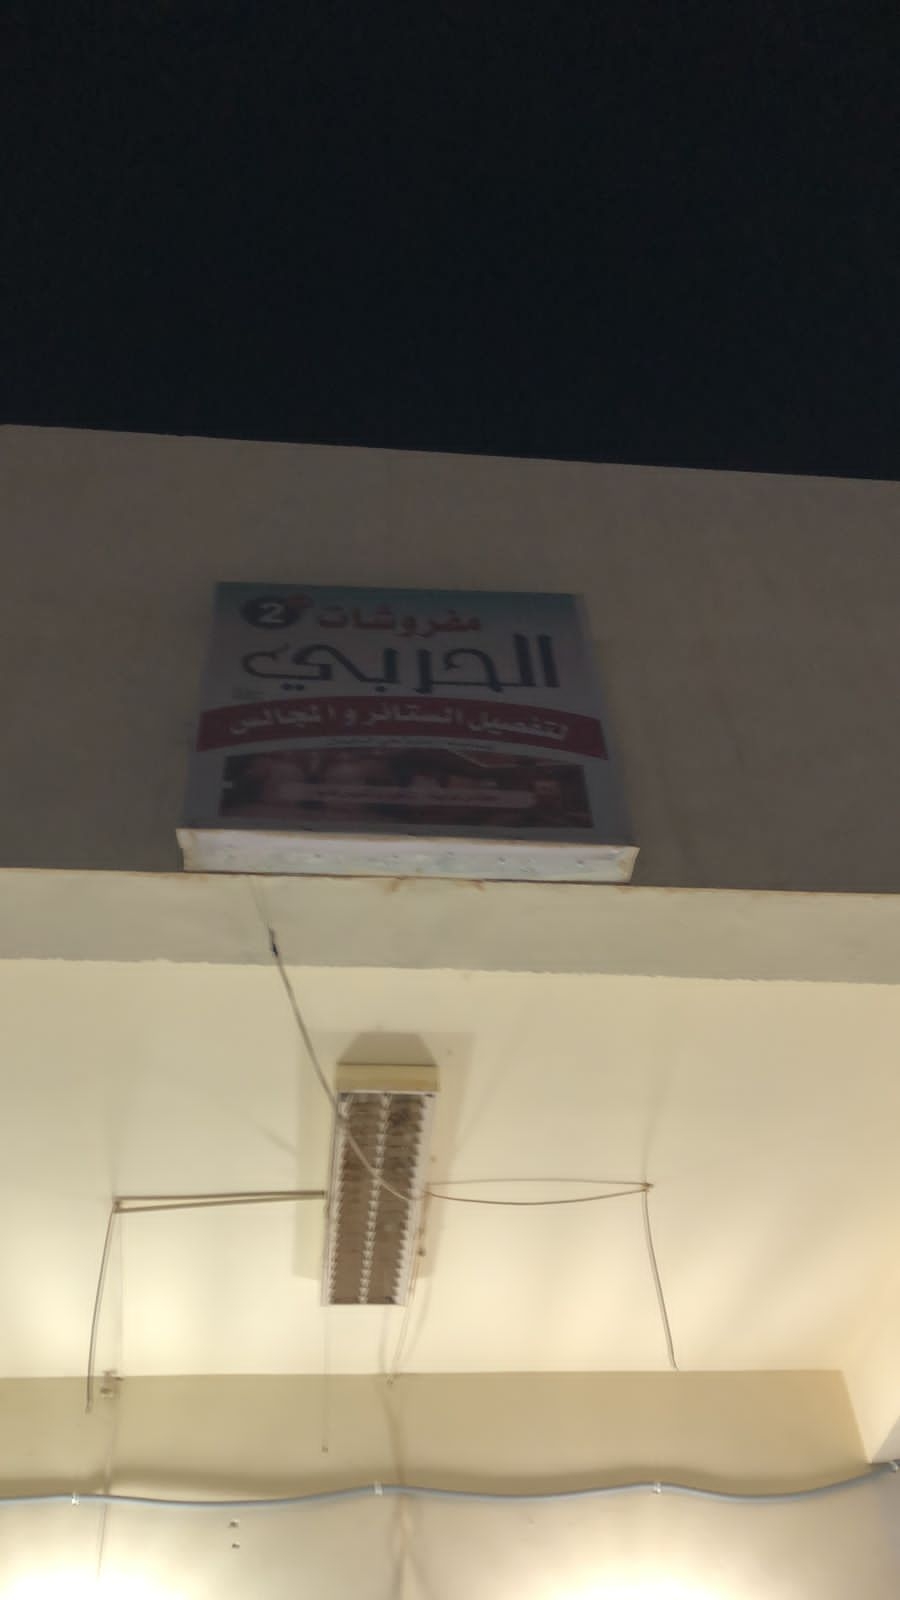 مفروشات 2
الحربي
لتفصيل الستائر و المجالس